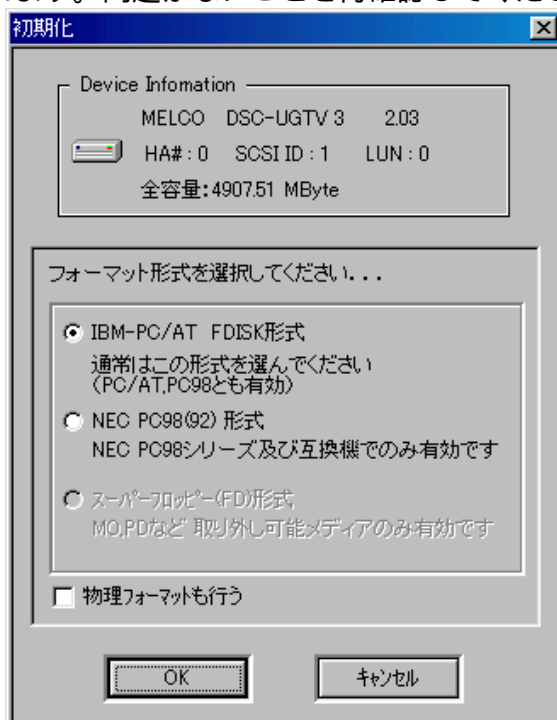 初期化
Device Infomation
MELCO DSC-UGTV 3 2.03
HA# : 0 SCSI ID : 1 LUN : 0
全容量:4907.51 MByte
フォーマット形式を選択してください...
IBM-PC/AT FDISK形式
通常はこの形式を選んでください
(PC/AT,PC98とも有効)
NEC PC98(92) 形式
NEC PC98シリーズ及び互換機でのみ有効です
スーパーフロッピー(FD)形式
MO,PDなど 取り外し可能メディアのみ有効です
物理フォーマットも行う
OK
キャンセル